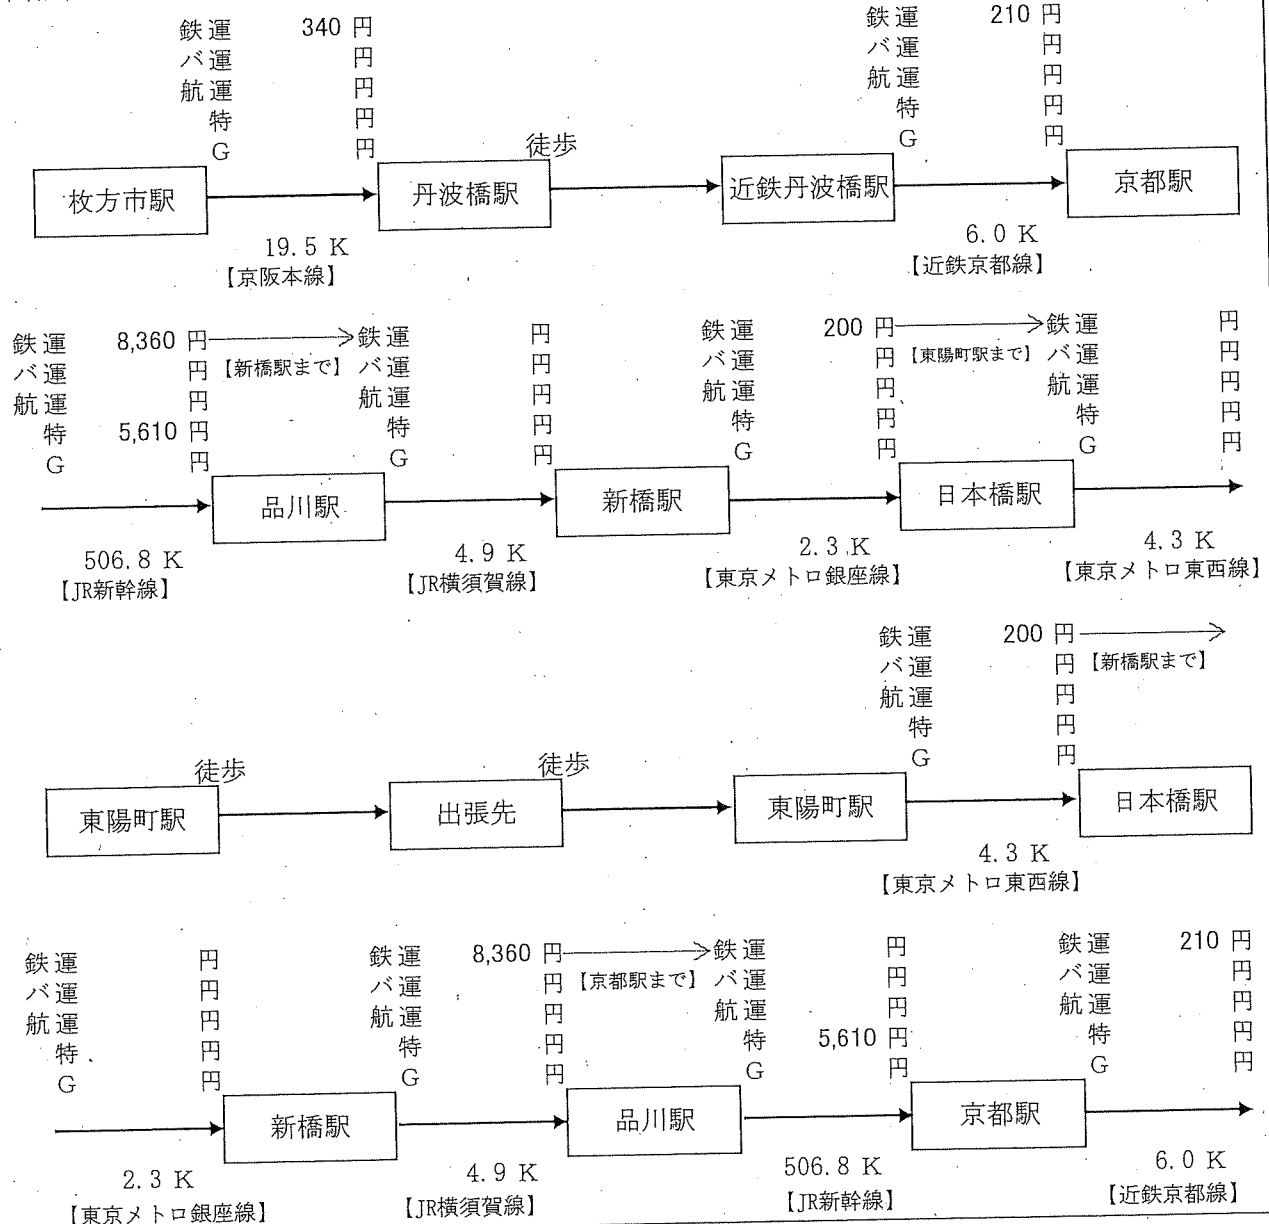 鉄運 340 円
バ運 円
航運 円
特 円
G 円
徒歩
鉄運 210 円
バ運 円
航運 円
特 円
G 円
枚方市駅
丹波橋駅
近鉄丹波橋駅
京都駅
19.5 K
【京阪本線】
6.0 K
【近鉄京都線】
鉄運 8,360 円
バ運 円 【新橋駅まで】
航運 円
特 5,610 円
G 円
鉄運 円
バ運 円
航運 円
特 円
G 円
鉄運 200 円
バ運 円 【東陽町駅まで】
航運 円
特 円
G 円
鉄運 円
バ運 円
航運 円
特 円
G 円
品川駅
新橋駅
日本橋駅
506.8 K
【JR新幹線】
4.9 K
【JR横須賀線】
2.3 K
【東京メトロ銀座線】
4.3 K
【東京メトロ東西線】
鉄運 200 円
バ運 円 【新橋駅まで】
航運 円
特 円
G 円
東陽町駅
徒歩
出張先
徒歩
東陽町駅
日本橋駅
4.3 K
【東京メトロ東西線】
鉄運 円
バ運 円
航運 円
特 円
G 円
鉄運 8,360 円
バ運 円 【京都駅まで】
航運 円
特 円
G 円
鉄運 円
バ運 円
航運 円
特 5,610 円
G 円
鉄運 210 円
バ運 円
航運 円
特 円
G 円
新橋駅
品川駅
京都駅
2.3 K
【東京メトロ銀座線】
4.9 K
【JR横須賀線】
506.8 K
【JR新幹線】
6.0 K
【近鉄京都線】